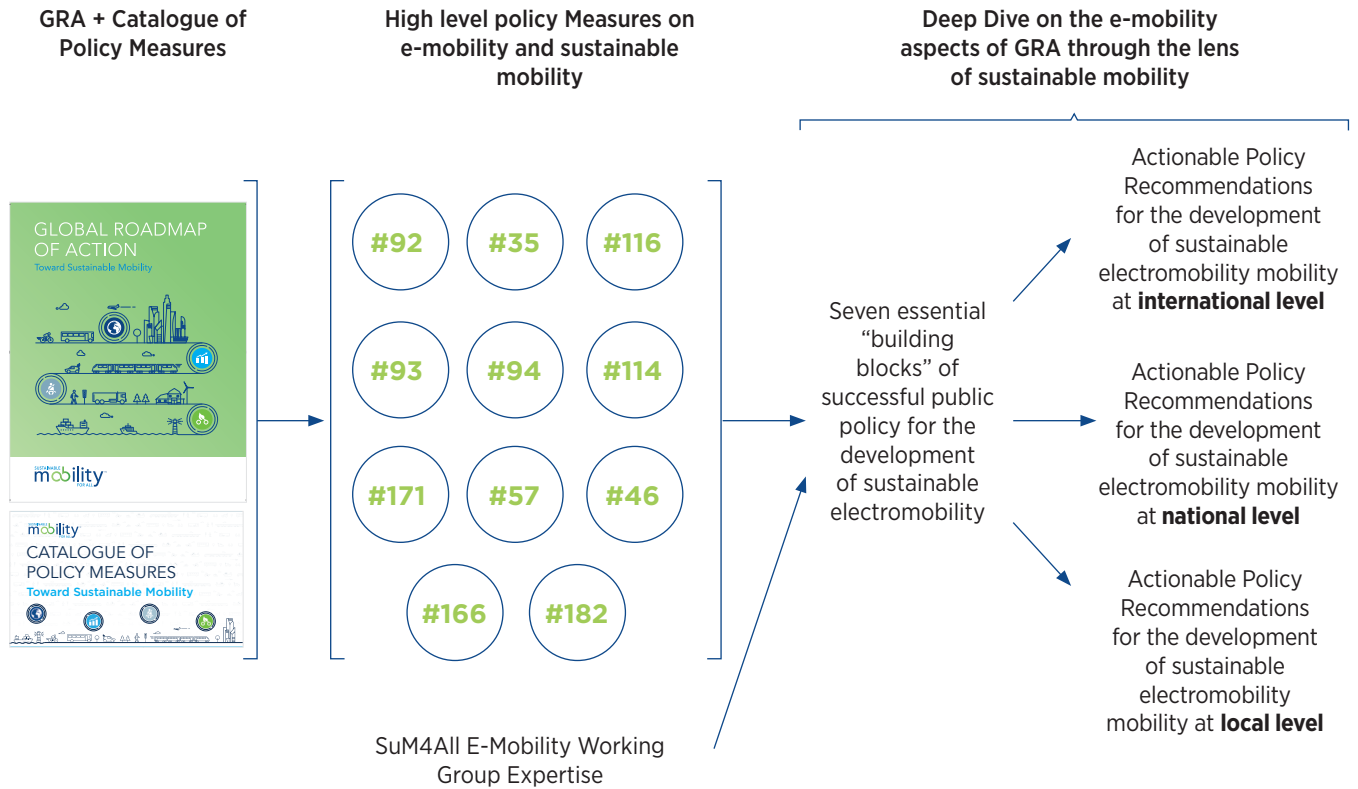 GRA + Catalogue of
Policy Measures
High level policy Measures on
e-mobility and sustainable
mobility
Deep Dive on the e-mobility
aspects of GRA through the lens
of sustainable mobility
GLOBAL ROADMAP
OF ACTION
Toward Sustainable Mobility
SUSTAINABLE
mobility
FOR ALL
mobility
CATALOGUE OF
POLICY MEASURES
Toward Sustainable Mobility
#92
#35
#116
#93
#94
#114
#171
#57
#46
#166
#182
SuM4All E-Mobility Working
Group Expertise
Seven essential
“building
blocks” of
successful public
policy for the
development
of sustainable
electromobility
Actionable Policy
Recommendations
for the development
of sustainable
electromobility mobility
at international level
Actionable Policy
Recommendations
for the development
of sustainable
electromobility mobility
at national level
Actionable Policy
Recommendations
for the development
of sustainable
electromobility
mobility at local level